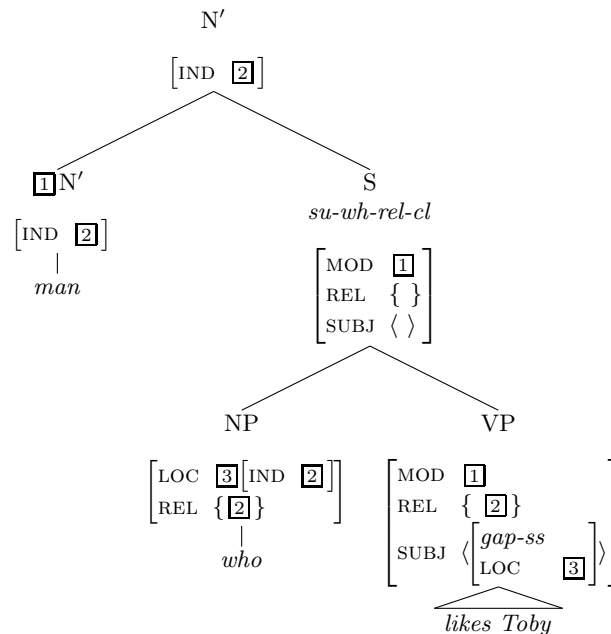 N′
[IND 2]
1 N′ S
su-wh-rel-cl
[IND 2]
man
[MOD 1
REL { }
SUBJ ⟨ ⟩]
NP VP
[LOC 3 [IND 2]
REL { 2 }]
who
[MOD 1
REL { 2 }
SUBJ ⟨[gap-ss
LOC 3]⟩]
likes Toby